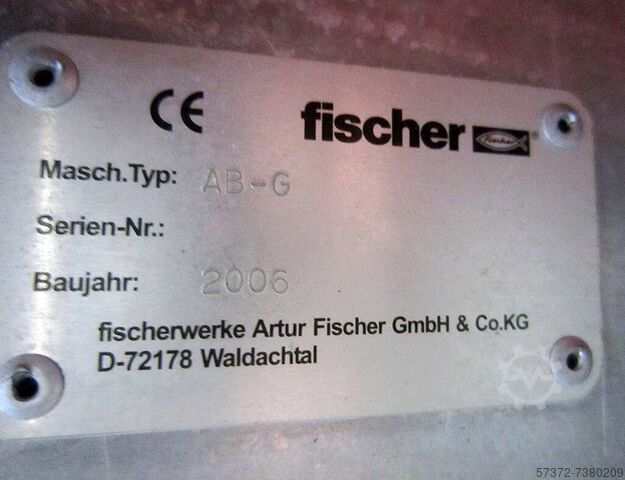 CE fischer fischer ®
Masch.Typ: AB-G
Serien-Nr.:
Baujahr: 2006
fischerwerke Artur Fischer GmbH & Co.KG
D-72178 Waldachtal
57372-7380209